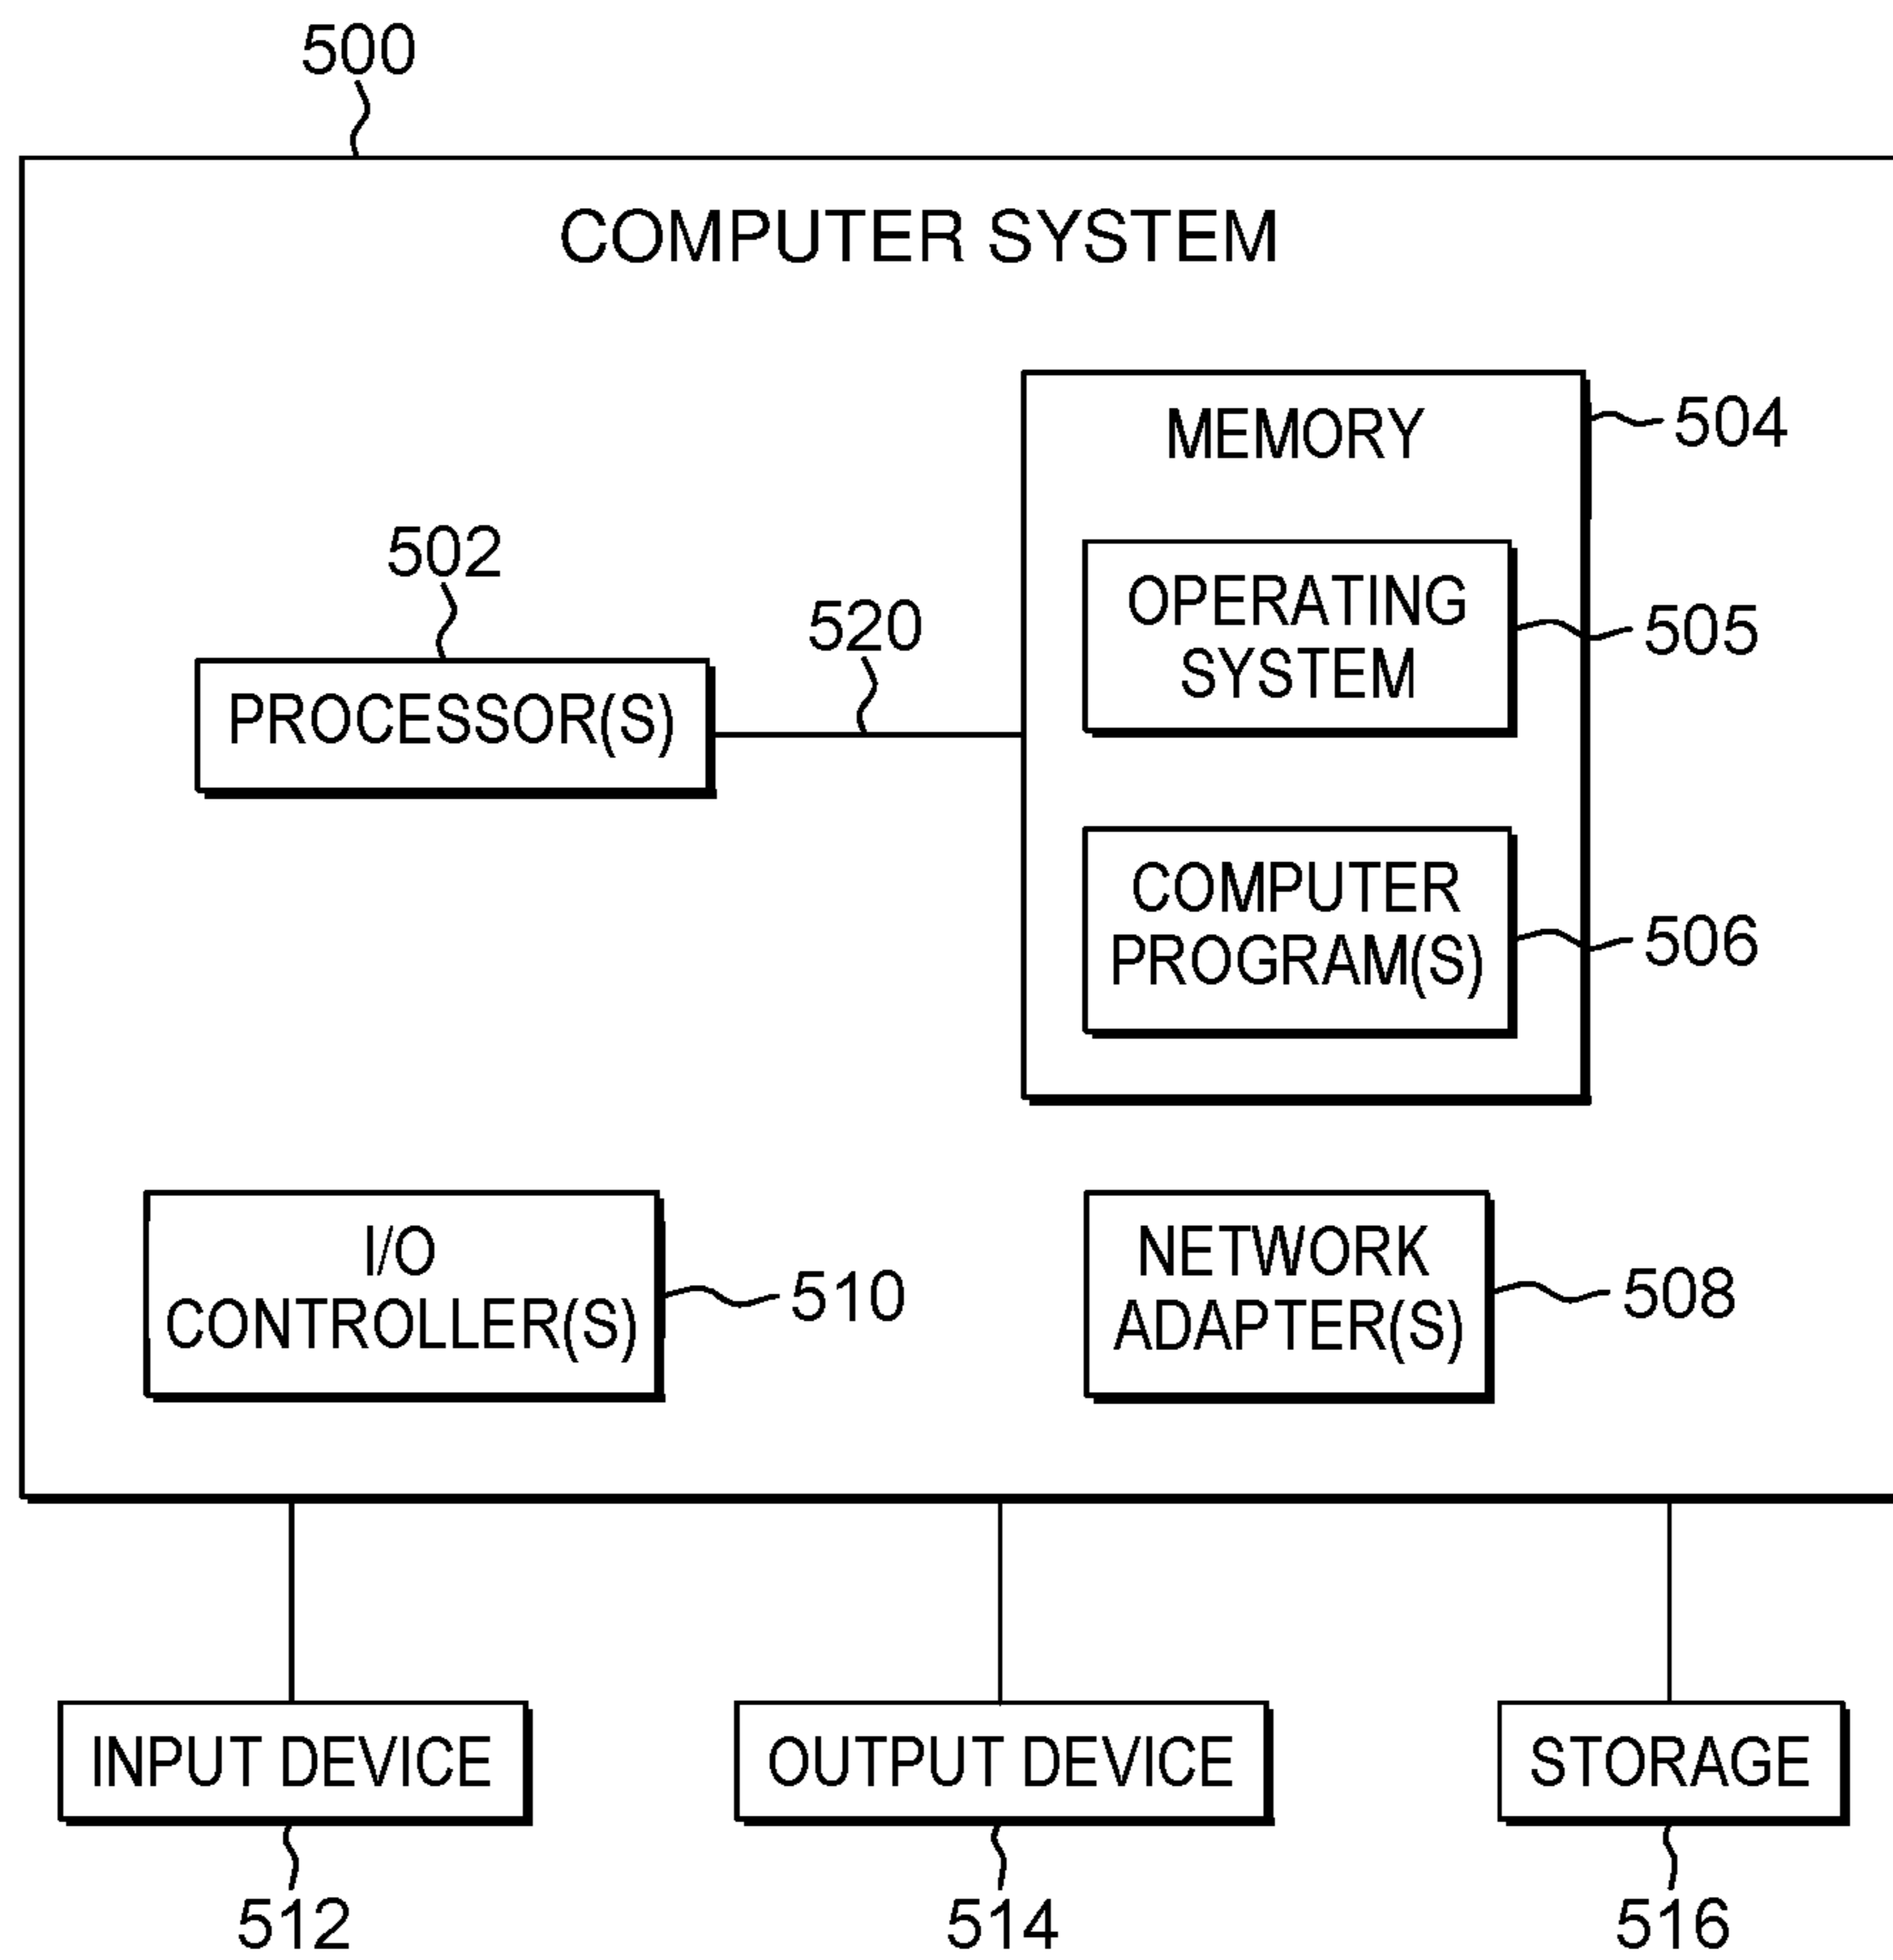 500
COMPUTER SYSTEM
MEMORY
504
502
OPERATING
SYSTEM
505
520
PROCESSOR(S)
COMPUTER
PROGRAM(S)
506
I/O
CONTROLLER(S)
510
NETWORK
ADAPTER(S)
508
INPUT DEVICE
OUTPUT DEVICE
STORAGE
512
514
516